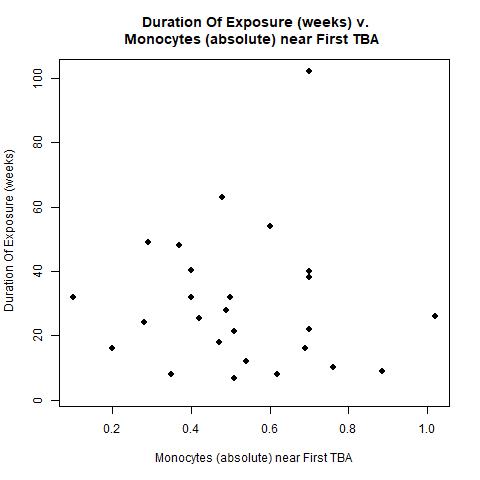 Duration Of Exposure (weeks) v.
Monocytes (absolute) near First TBA
Duration Of Exposure (weeks)
100
80
60
40
20
0
0.2 0.4 0.6 0.8 1.0
Monocytes (absolute) near First TBA